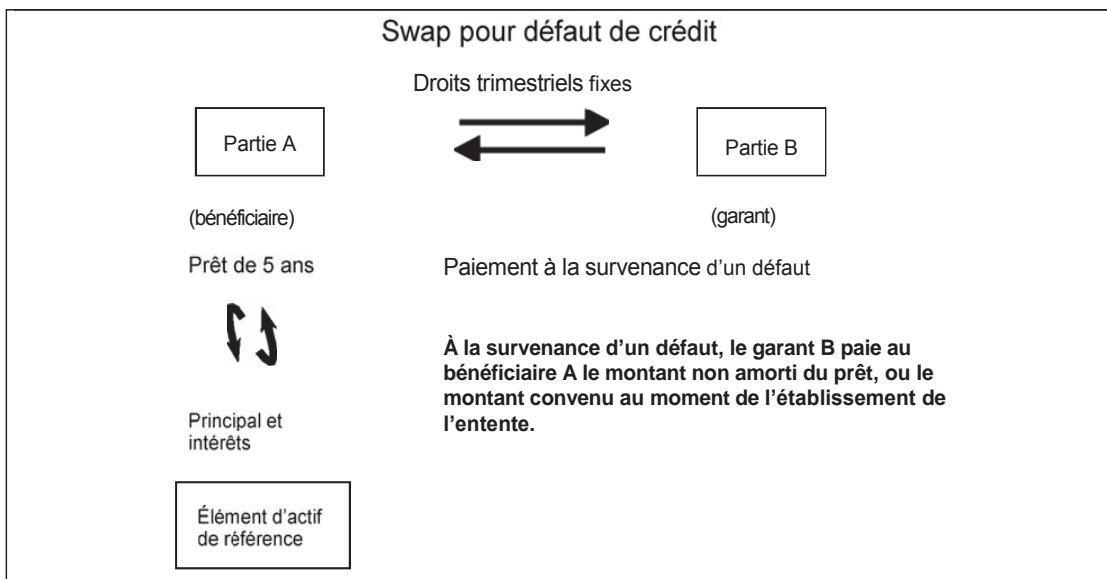 Swap pour défaut de crédit
Droits trimestriels fixes
Partie A
Partie B
(bénéficiaire)
(garant)
Prêt de 5 ans
Paiement à la survenance d'un défaut
À la survenance d'un défaut, le garant B paie au
bénéficiaire A le montant non amorti du prêt, ou le
montant convenu au moment de l'établissement de
l'entente.
Principal et
intérêts
Élément d'actif
de référence